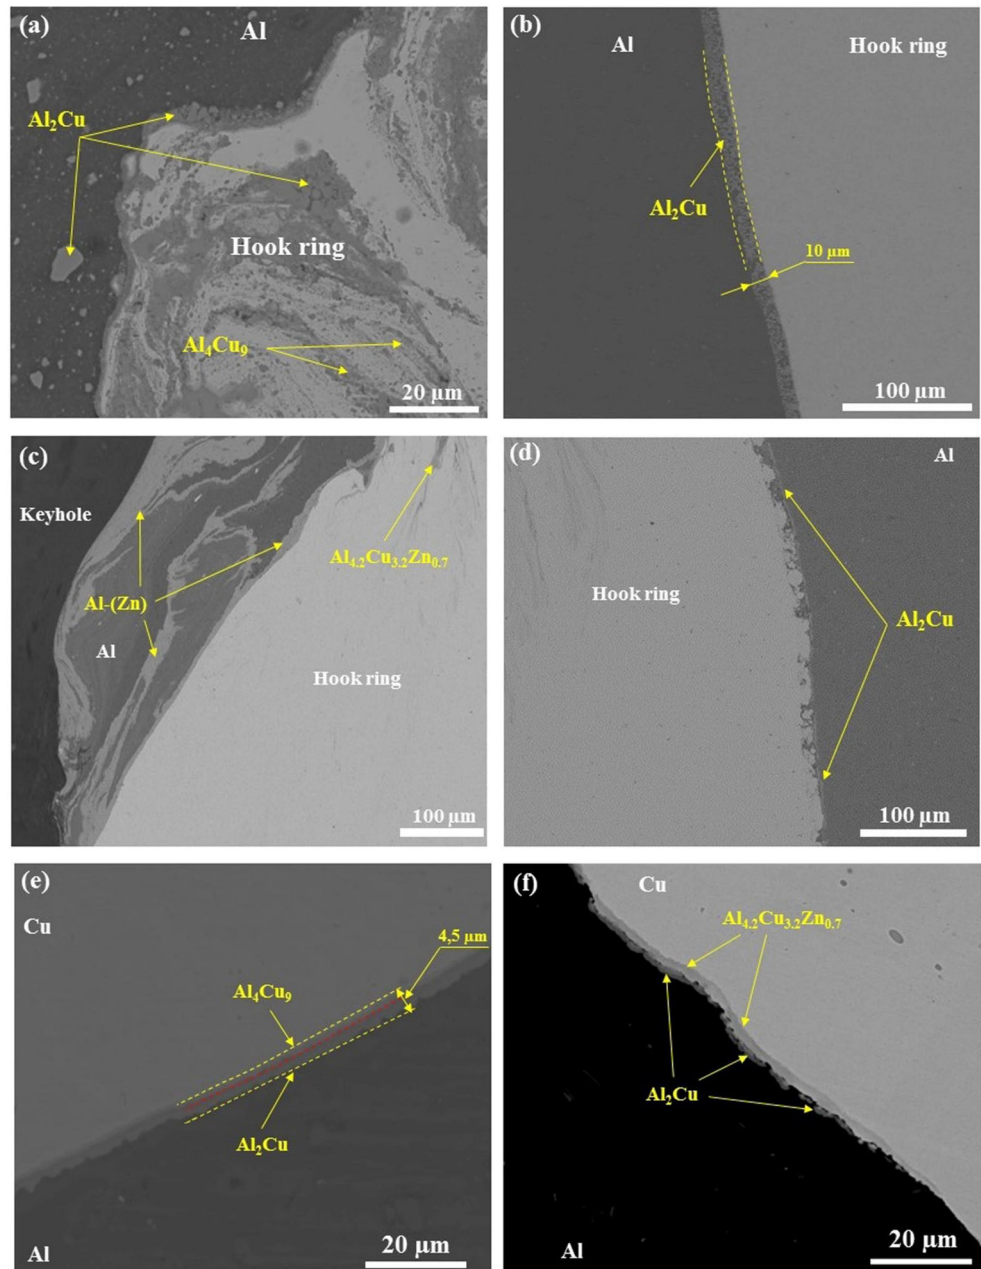 (a)
Al
Al₂Cu
Hook ring
Al₄Cu₉
20 µm
(b)
Al
Hook ring
Al₂Cu
10 µm
100 µm
(c)
Keyhole
Al₄.₂Cu₃.₂Zn₀.₇
Al-(Zn)
Al
Hook ring
100 µm
(d)
Al
Hook ring
Al₂Cu
100 µm
(e)
Cu
4,5 µm
Al₄Cu₉
Al₂Cu
20 µm
Al
(f)
Cu
Al₄.₂Cu₃.₂Zn₀.₇
Al₂Cu
20 µm
Al